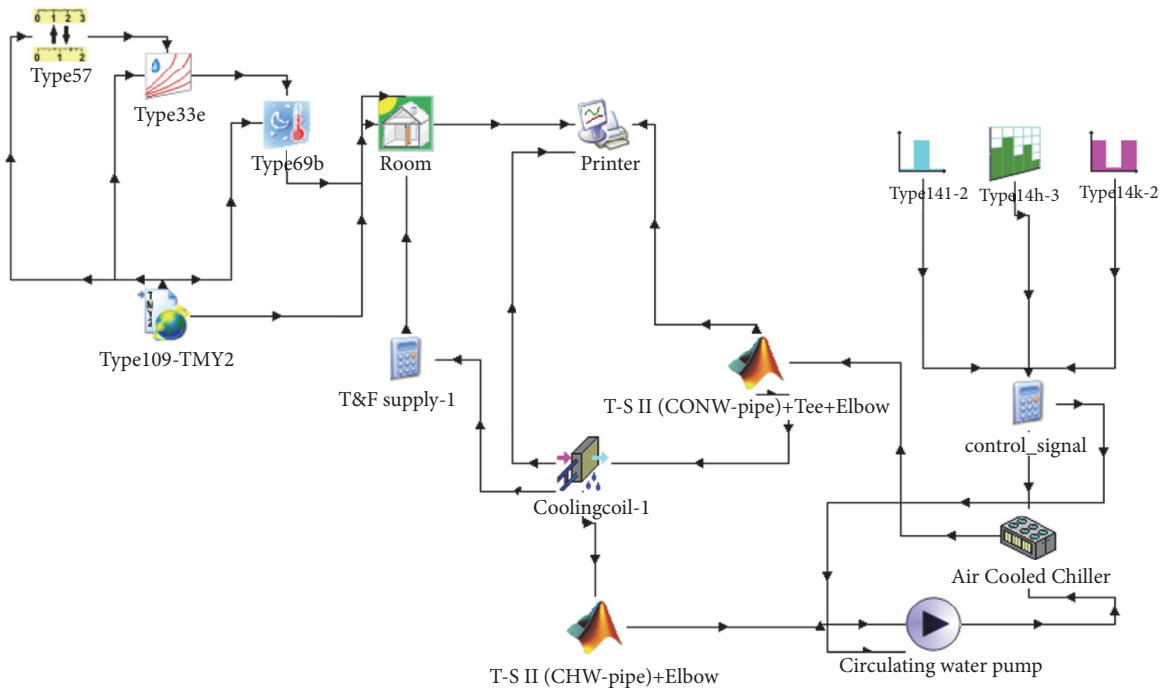 0 1 2 3
0 1 2
Type57
Type33e
Type69b
Room
Printer
Type141-2
Type14h-3
Type14k-2
Type109-TMY2
T&F supply-1
T-S II (CONW-pipe)+Tee+Elbow
control_signal
Coolingcoil-1
Air Cooled Chiller
T-S II (CHW-pipe)+Elbow
Circulating water pump